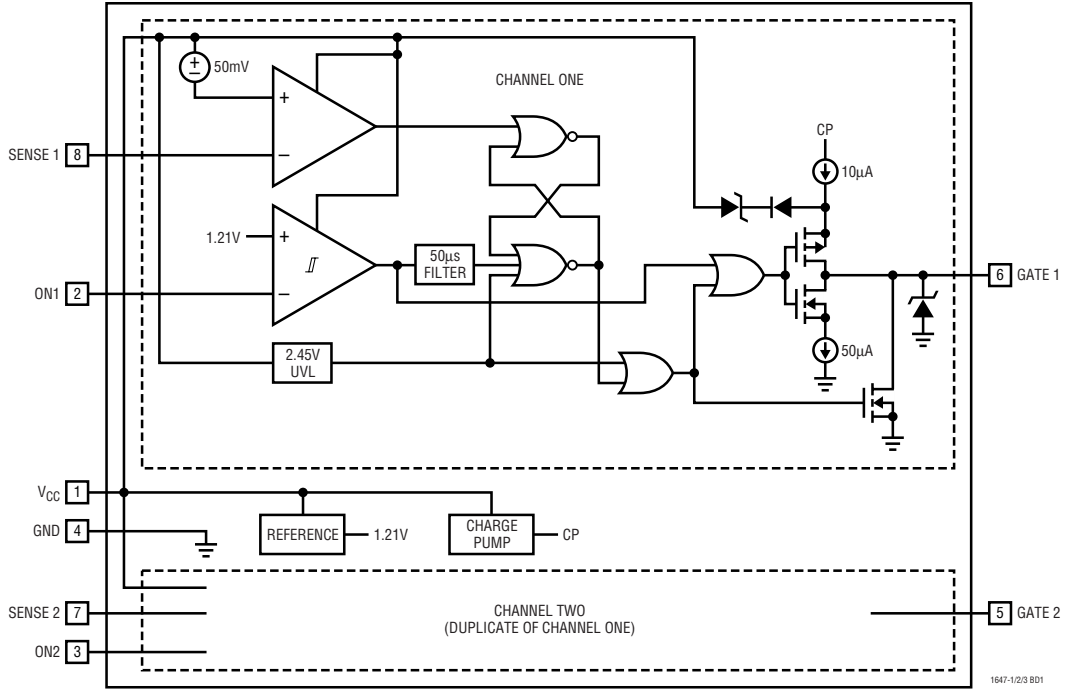 50mV
CHANNEL ONE
+
−
+
−
SENSE 1 8
CP
10µA
1.21V
+
−
50µs
FILTER
ON1 2
6 GATE 1
2.45V
UVL
50µA
VCC 1
GND 4
REFERENCE
1.21V
CHARGE
PUMP
CP
SENSE 2 7
CHANNEL TWO
(DUPLICATE OF CHANNEL ONE)
5 GATE 2
ON2 3
1647-1/2/3 BD1